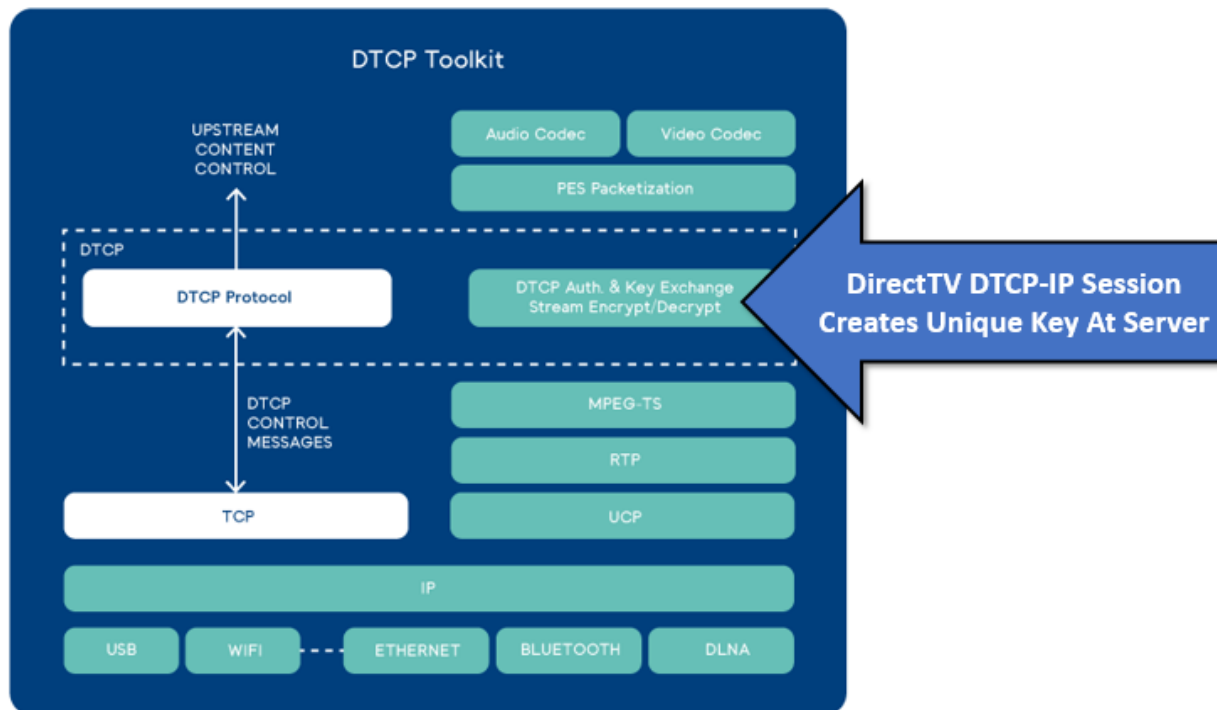 DTCP Toolkit
UPSTREAM
CONTENT
CONTROL
Audio Codec
Video Codec
PES Packetization
DTCP
DTCP Protocol
DTCP Auth. & Key Exchange
Stream Encrypt/Decrypt
DirectTV DTCP-IP Session
Creates Unique Key At Server
DTCP
CONTROL
MESSAGES
MPEG-TS
RTP
TCP
UCP
IP
USB
WIFI
ETHERNET
BLUETOOTH
DLNA